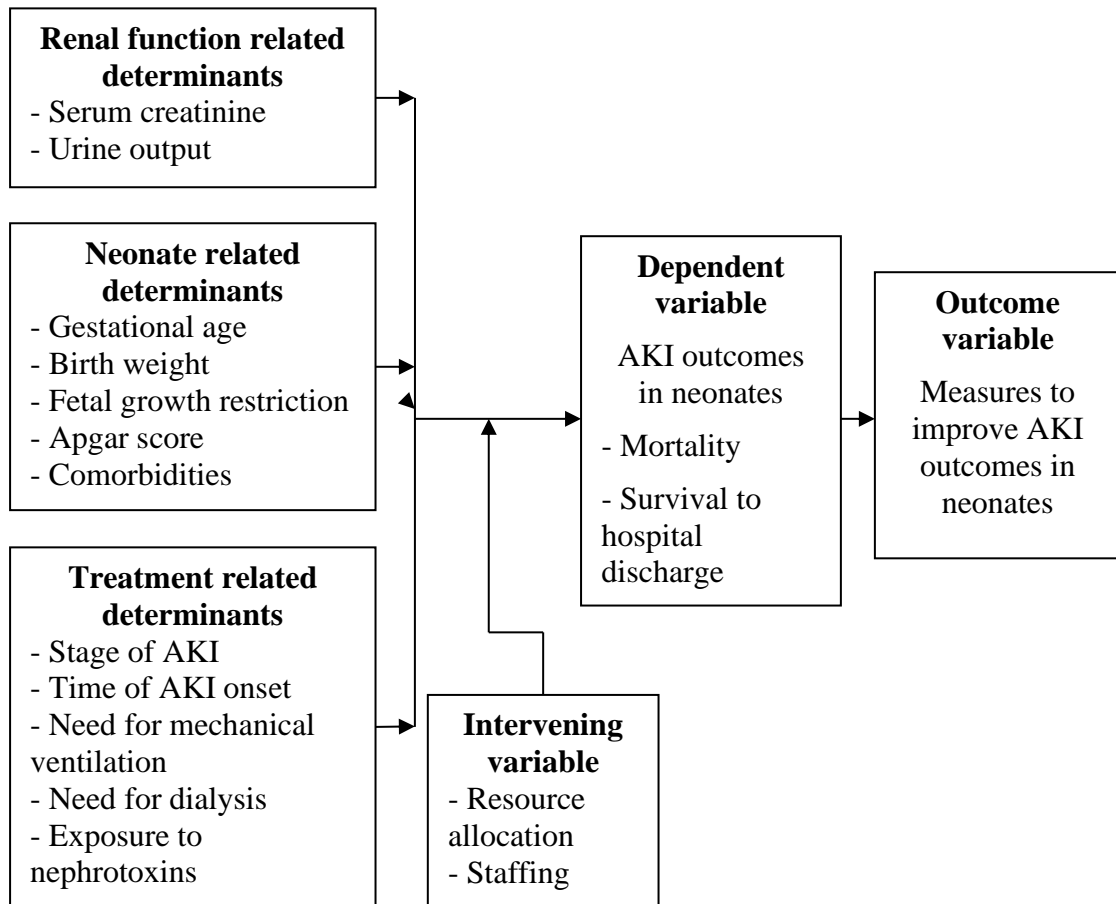 Renal function related
determinants
- Serum creatinine
- Urine output
Neonate related
determinants
- Gestational age
- Birth weight
- Fetal growth restriction
- Apgar score
- Comorbidities
Treatment related
determinants
- Stage of AKI
- Time of AKI onset
- Need for mechanical
ventilation
- Need for dialysis
- Exposure to
nephrotoxins
Intervening
variable
- Resource
allocation
- Staffing
Dependent
variable
AKI outcomes
in neonates
- Mortality
- Survival to
hospital
discharge
Outcome
variable
Measures to
improve AKI
outcomes in
neonates